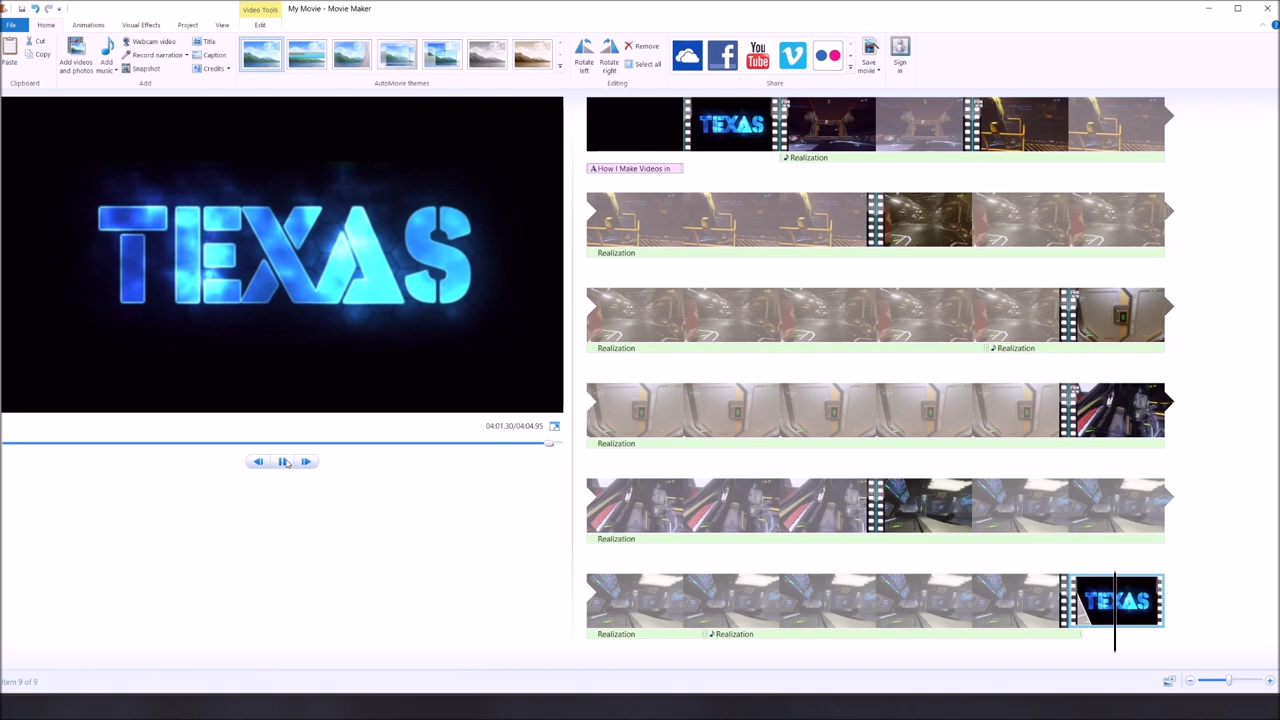 Video Tools
My Movie - Movie Maker
File
Home
Animations
Visual Effects
Project
View
Edit
Paste
Cut
Copy
Clipboard
Add videos
and photos
Add
music
Webcam video
Record narration
Snapshot
Title
Caption
Credits
Add
AutoMovie themes
Rotate
left
Rotate
right
Remove
Select all
Editing
You
Tube
Share
Save
movie
Sign
in
TEXAS
04:01.30/04:04.95
TEXAS
Realization
A How I Make Videos in
Realization
Realization
Realization
Realization
Realization
TEXAS
Realization
Realization
Item 9 of 9